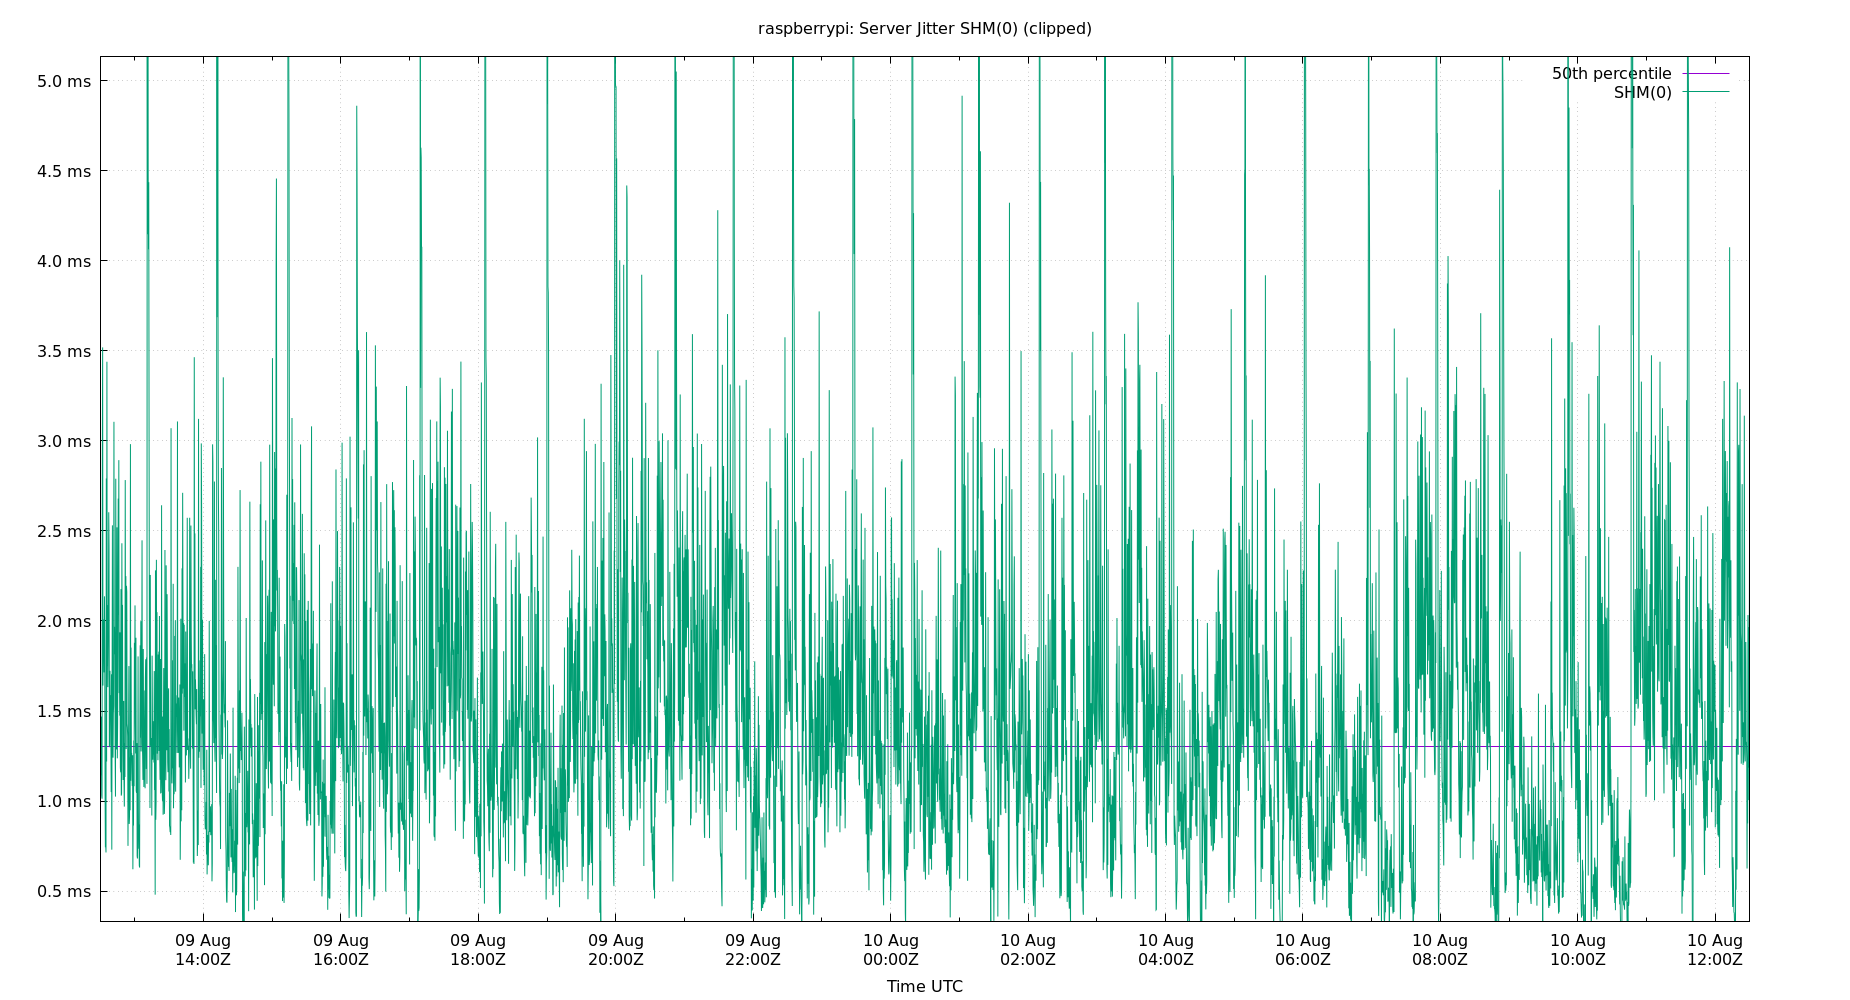 raspberrypi: Server Jitter SHM(0) (clipped)
50th percentile
SHM(0)
5.0 ms
4.5 ms
4.0 ms
3.5 ms
3.0 ms
2.5 ms
2.0 ms
1.5 ms
1.0 ms
0.5 ms
09 Aug 09 Aug 09 Aug 09 Aug 09 Aug 10 Aug 10 Aug 10 Aug 10 Aug 10 Aug 10 Aug 10 Aug
14:00Z 16:00Z 18:00Z 20:00Z 22:00Z 00:00Z 02:00Z 04:00Z 06:00Z 08:00Z 10:00Z 12:00Z
Time UTC